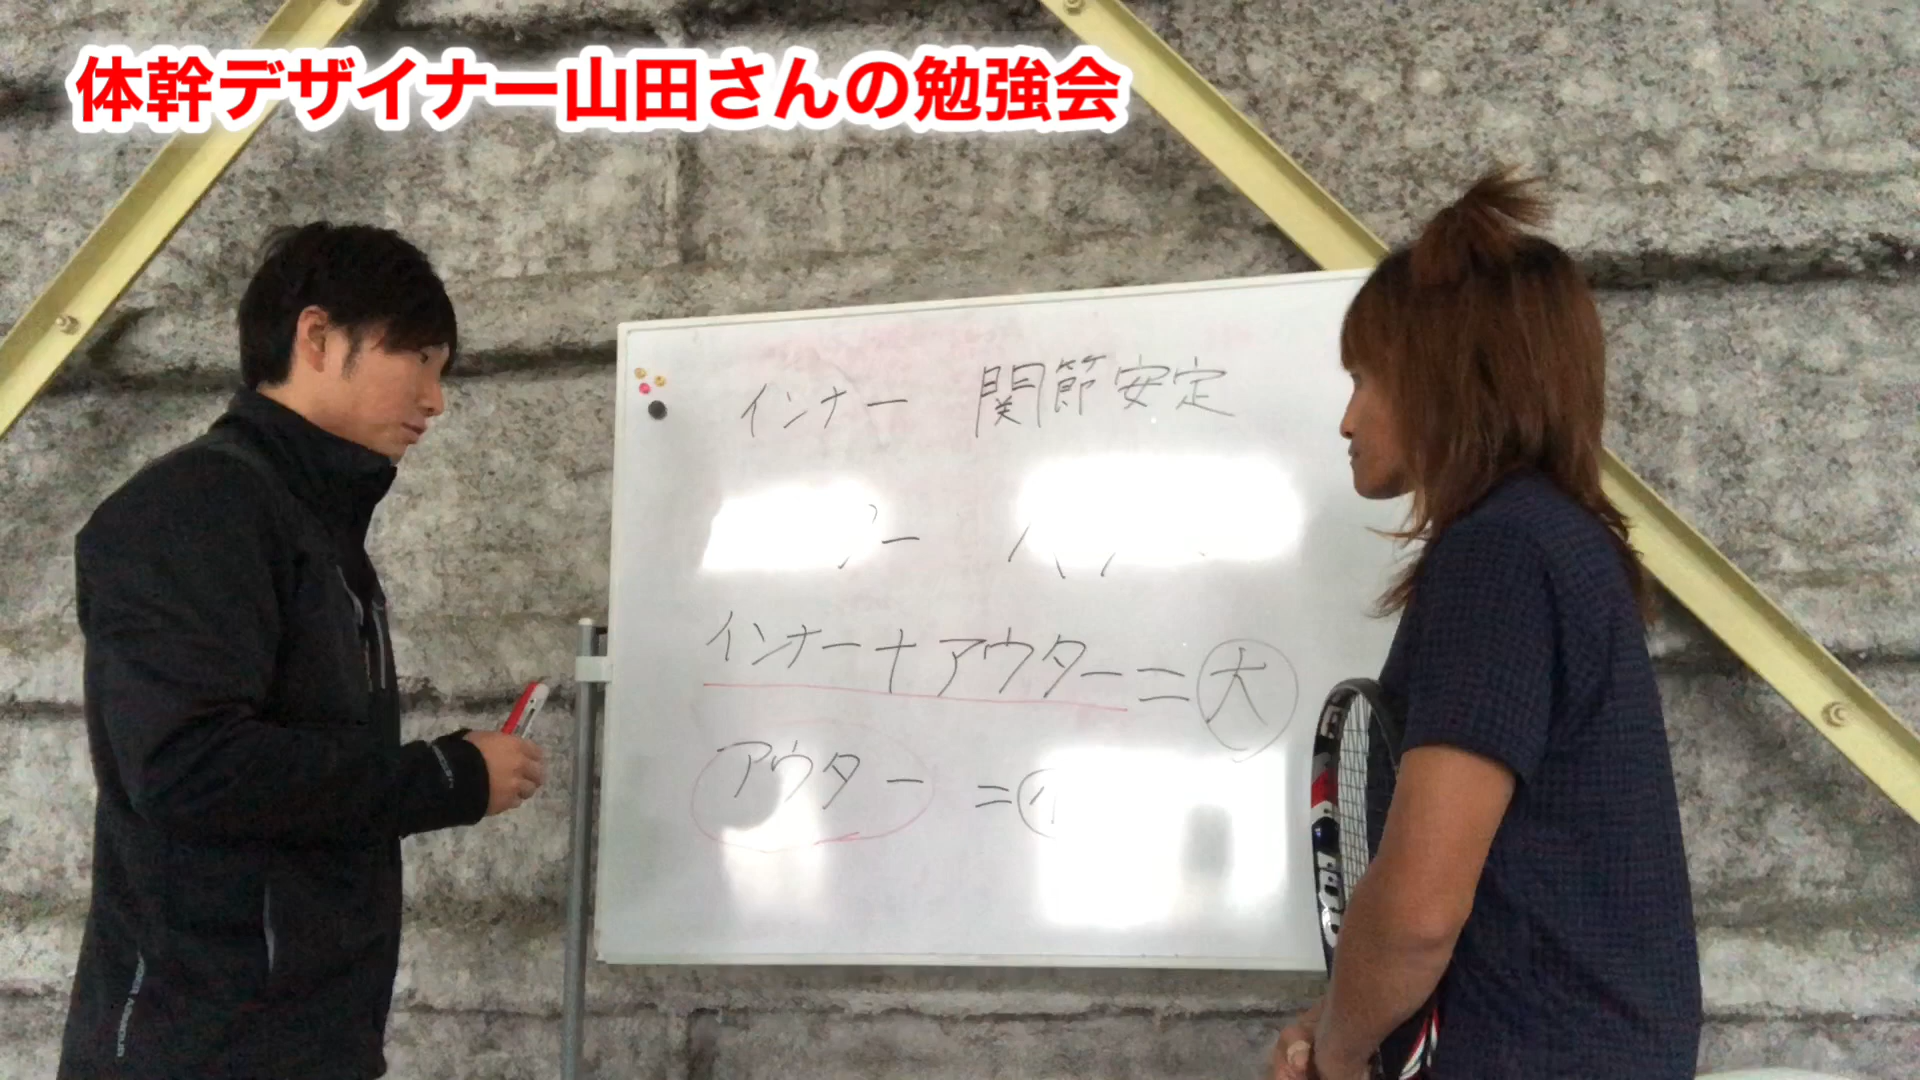 体幹デザイナー山田さんの勉強会
インナー 関節安定
インナー+アウター=大
アウター =小